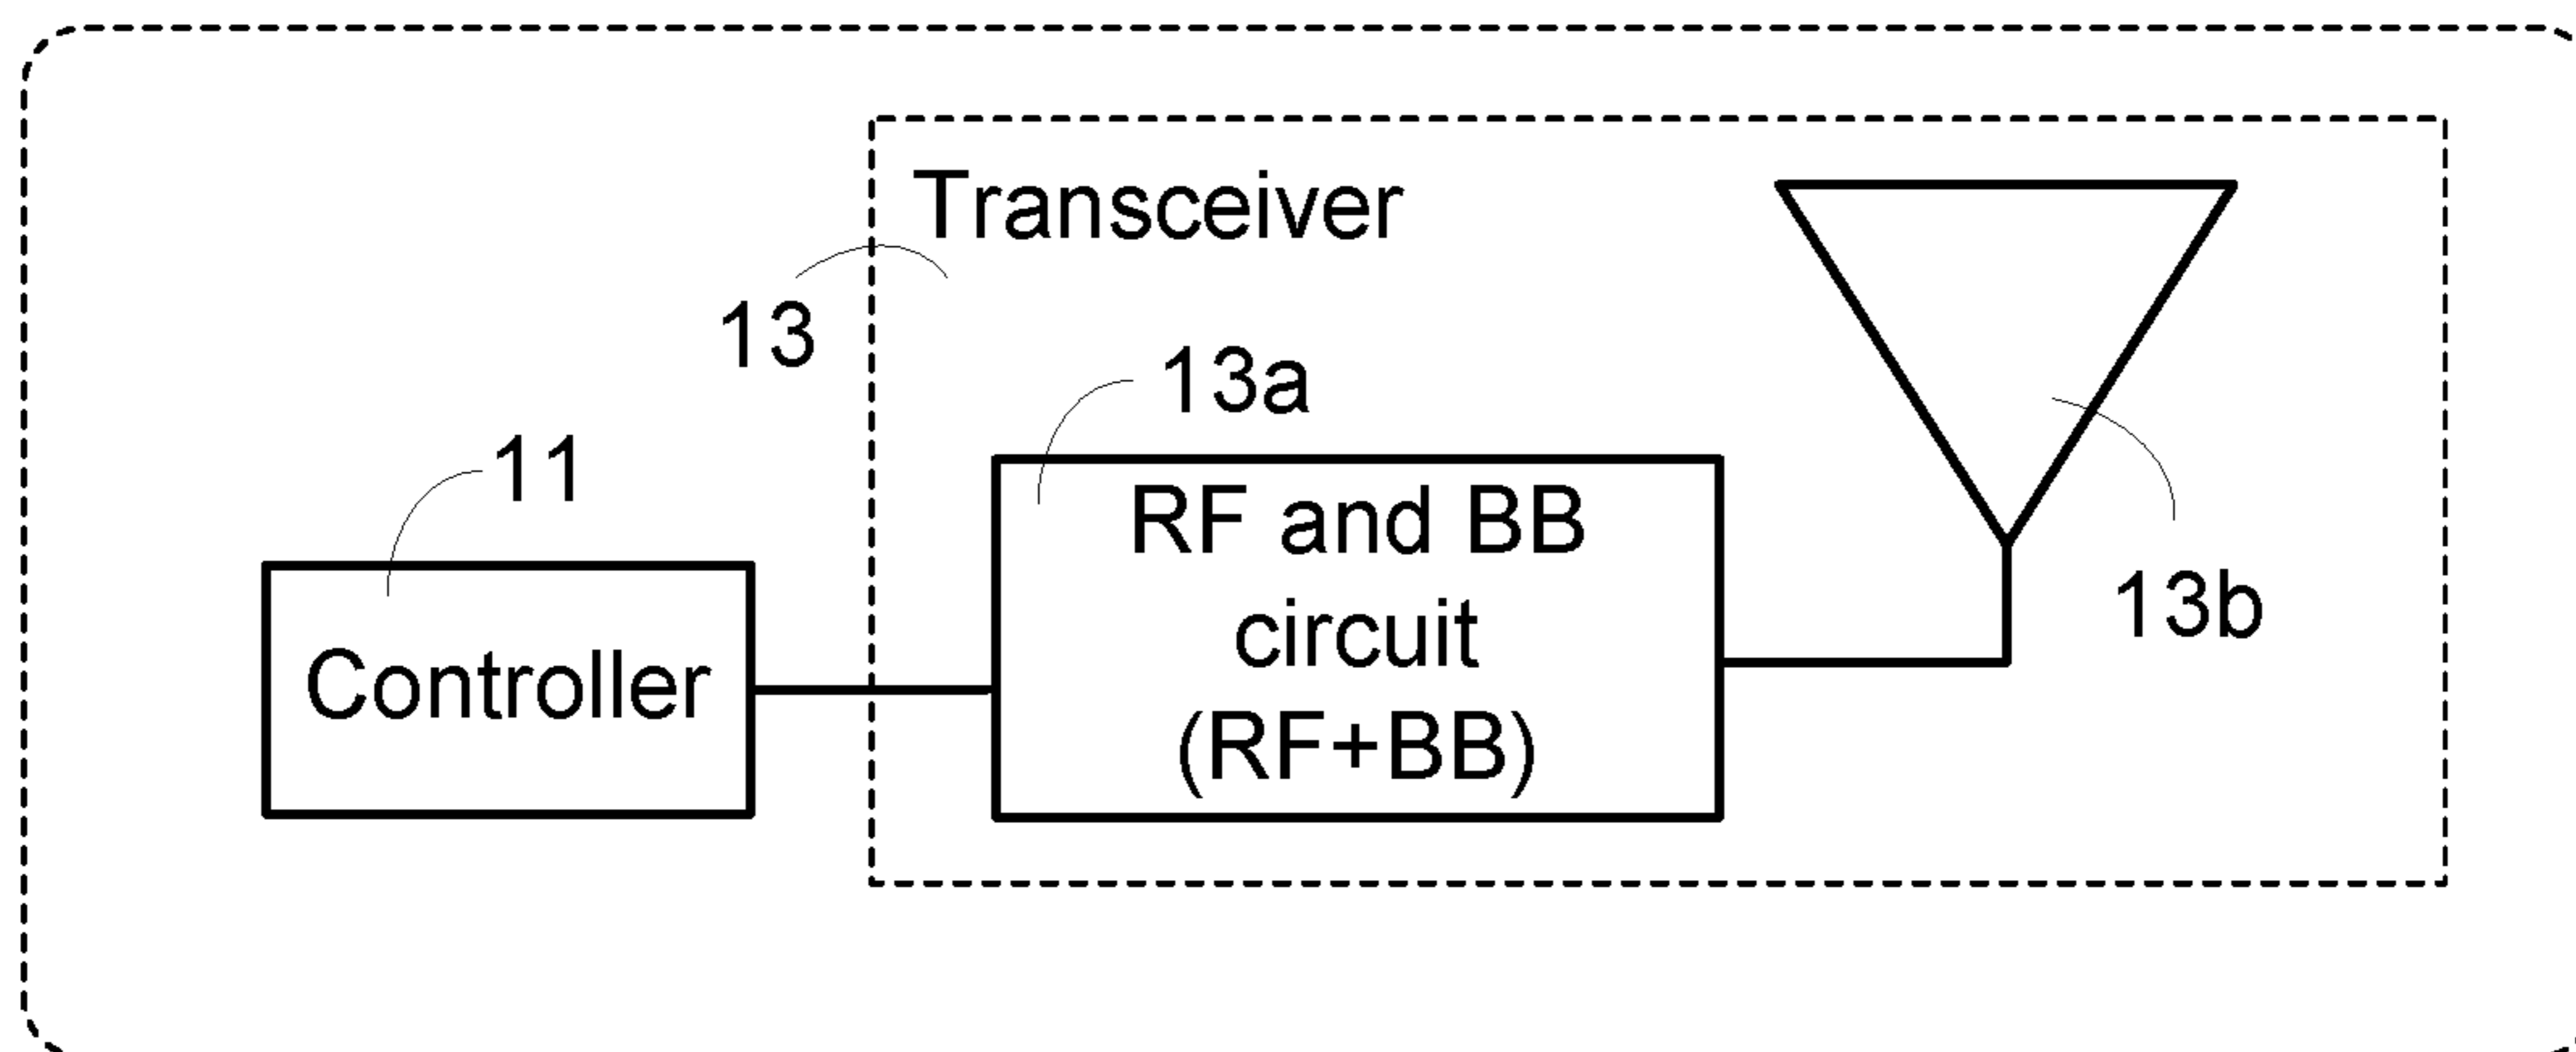 Transceiver
13
13a
11
RF and BB
circuit
(RF+BB)
13b
Controller